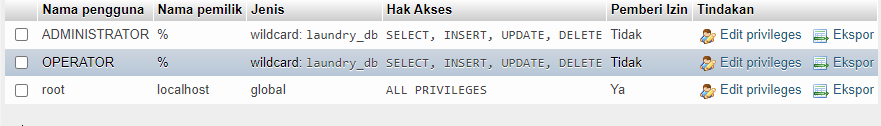 Nama pengguna Nama pemilik Jenis Hak Akses Pemberi Izin Tindakan
ADMINISTRATOR % wildcard: laundry_db SELECT, INSERT, UPDATE, DELETE Tidak Edit privileges Ekspor
OPERATOR % wildcard: laundry_db SELECT, INSERT, UPDATE, DELETE Tidak Edit privileges Ekspor
root localhost global ALL PRIVILEGES Ya Edit privileges Ekspor